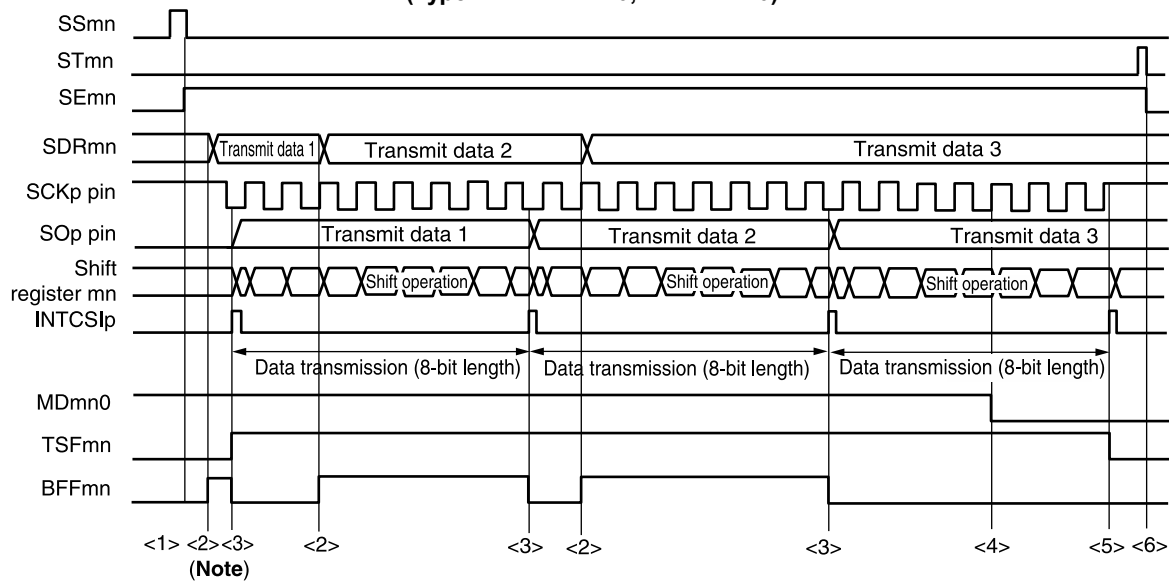 SSmn
STmn
SEmn
SDRmn
Transmit data 1
Transmit data 2
Transmit data 3
SCKp pin
SOp pin
Transmit data 1
Transmit data 2
Transmit data 3
Shift
register mn
Shift operation
Shift operation
Shift operation
INTCSIp
Data transmission (8-bit length)
Data transmission (8-bit length)
Data transmission (8-bit length)
MDmn0
TSFmn
BFFmn
<1>
<2>
<3>
<2>
<3>
<2>
<3>
<4>
<5>
<6>
(Note)